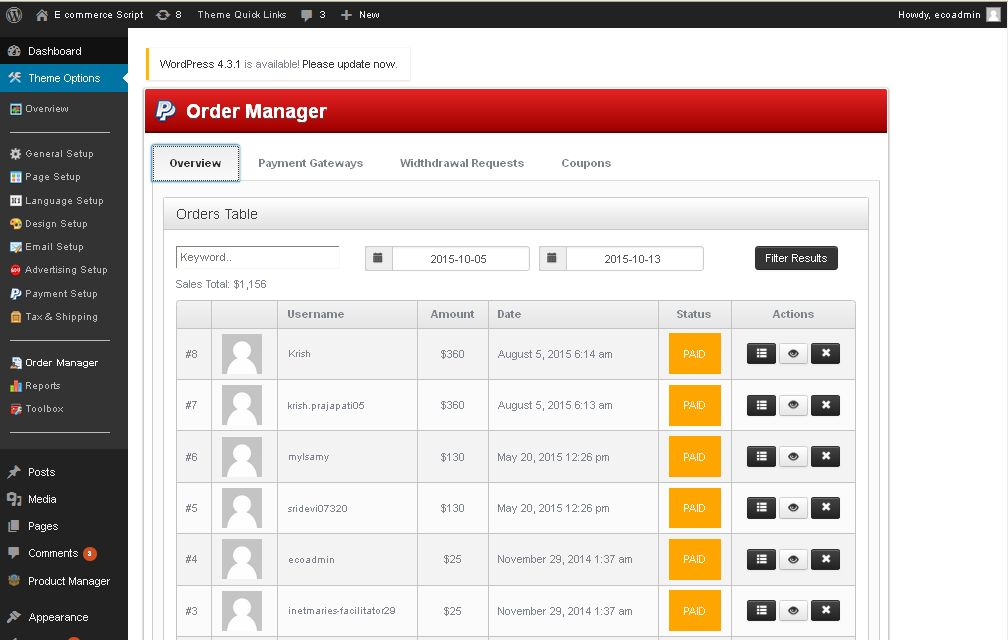 E commerce Script 8 Theme Quick Links 3 New Howdy, ecoadmin
Dashboard
Theme Options
Overview
General Setup
Page Setup
Language Setup
Design Setup
Email Setup
Advertising Setup
Payment Setup
Tax & Shipping
Order Manager
Reports
Toolbox
Posts
Media
Pages
Comments 3
Product Manager
Appearance
WordPress 4.3.1 is available! Please update now.
Order Manager
Overview Payment Gateways Widthdrawal Requests Coupons
Orders Table
Keyword.. 2015-10-05 2015-10-13 Filter Results
Sales Total: $1,156
Username Amount Date Status Actions
#8 Krish $360 August 5, 2015 6:14 am PAID
#7 krish.prajapati05 $360 August 5, 2015 6:13 am PAID
#6 mylsamy $130 May 20, 2015 12:26 pm PAID
#5 sridevi07320 $130 May 20, 2015 12:26 pm PAID
#4 ecoadmin $25 November 29, 2014 1:37 am PAID
#3 inetmaries-facilitator29 $25 November 29, 2014 1:37 am PAID